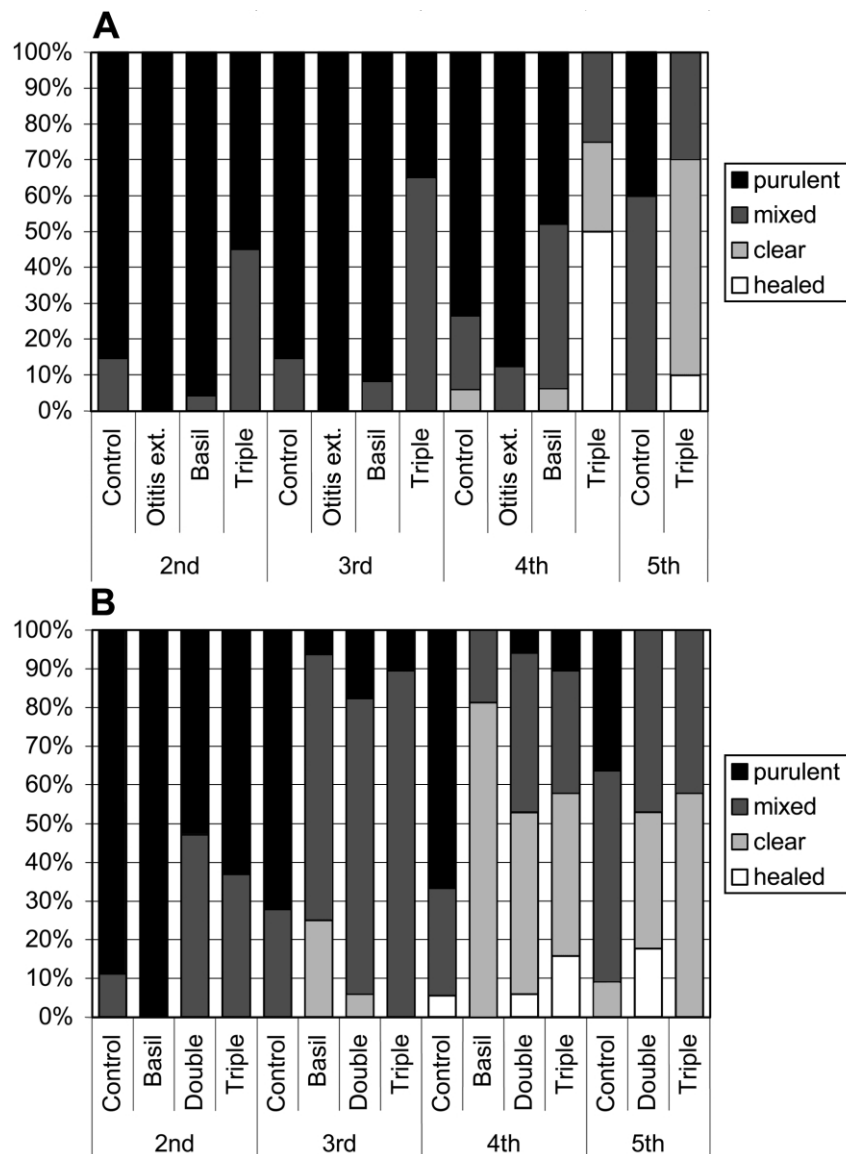 A
100%
90%
80%
70%
60%
50%
40%
30%
20%
10%
0%
purulent
mixed
clear
healed
Control
Otitis ext.
Basil
Triple
Control
Otitis ext.
Basil
Triple
Control
Otitis ext.
Basil
Triple
Control
Triple
2nd 3rd 4th 5th
B
100%
90%
80%
70%
60%
50%
40%
30%
20%
10%
0%
purulent
mixed
clear
healed
Control
Basil
Double
Triple
Control
Basil
Double
Triple
Control
Basil
Double
Triple
Control
Double
Triple
2nd 3rd 4th 5th